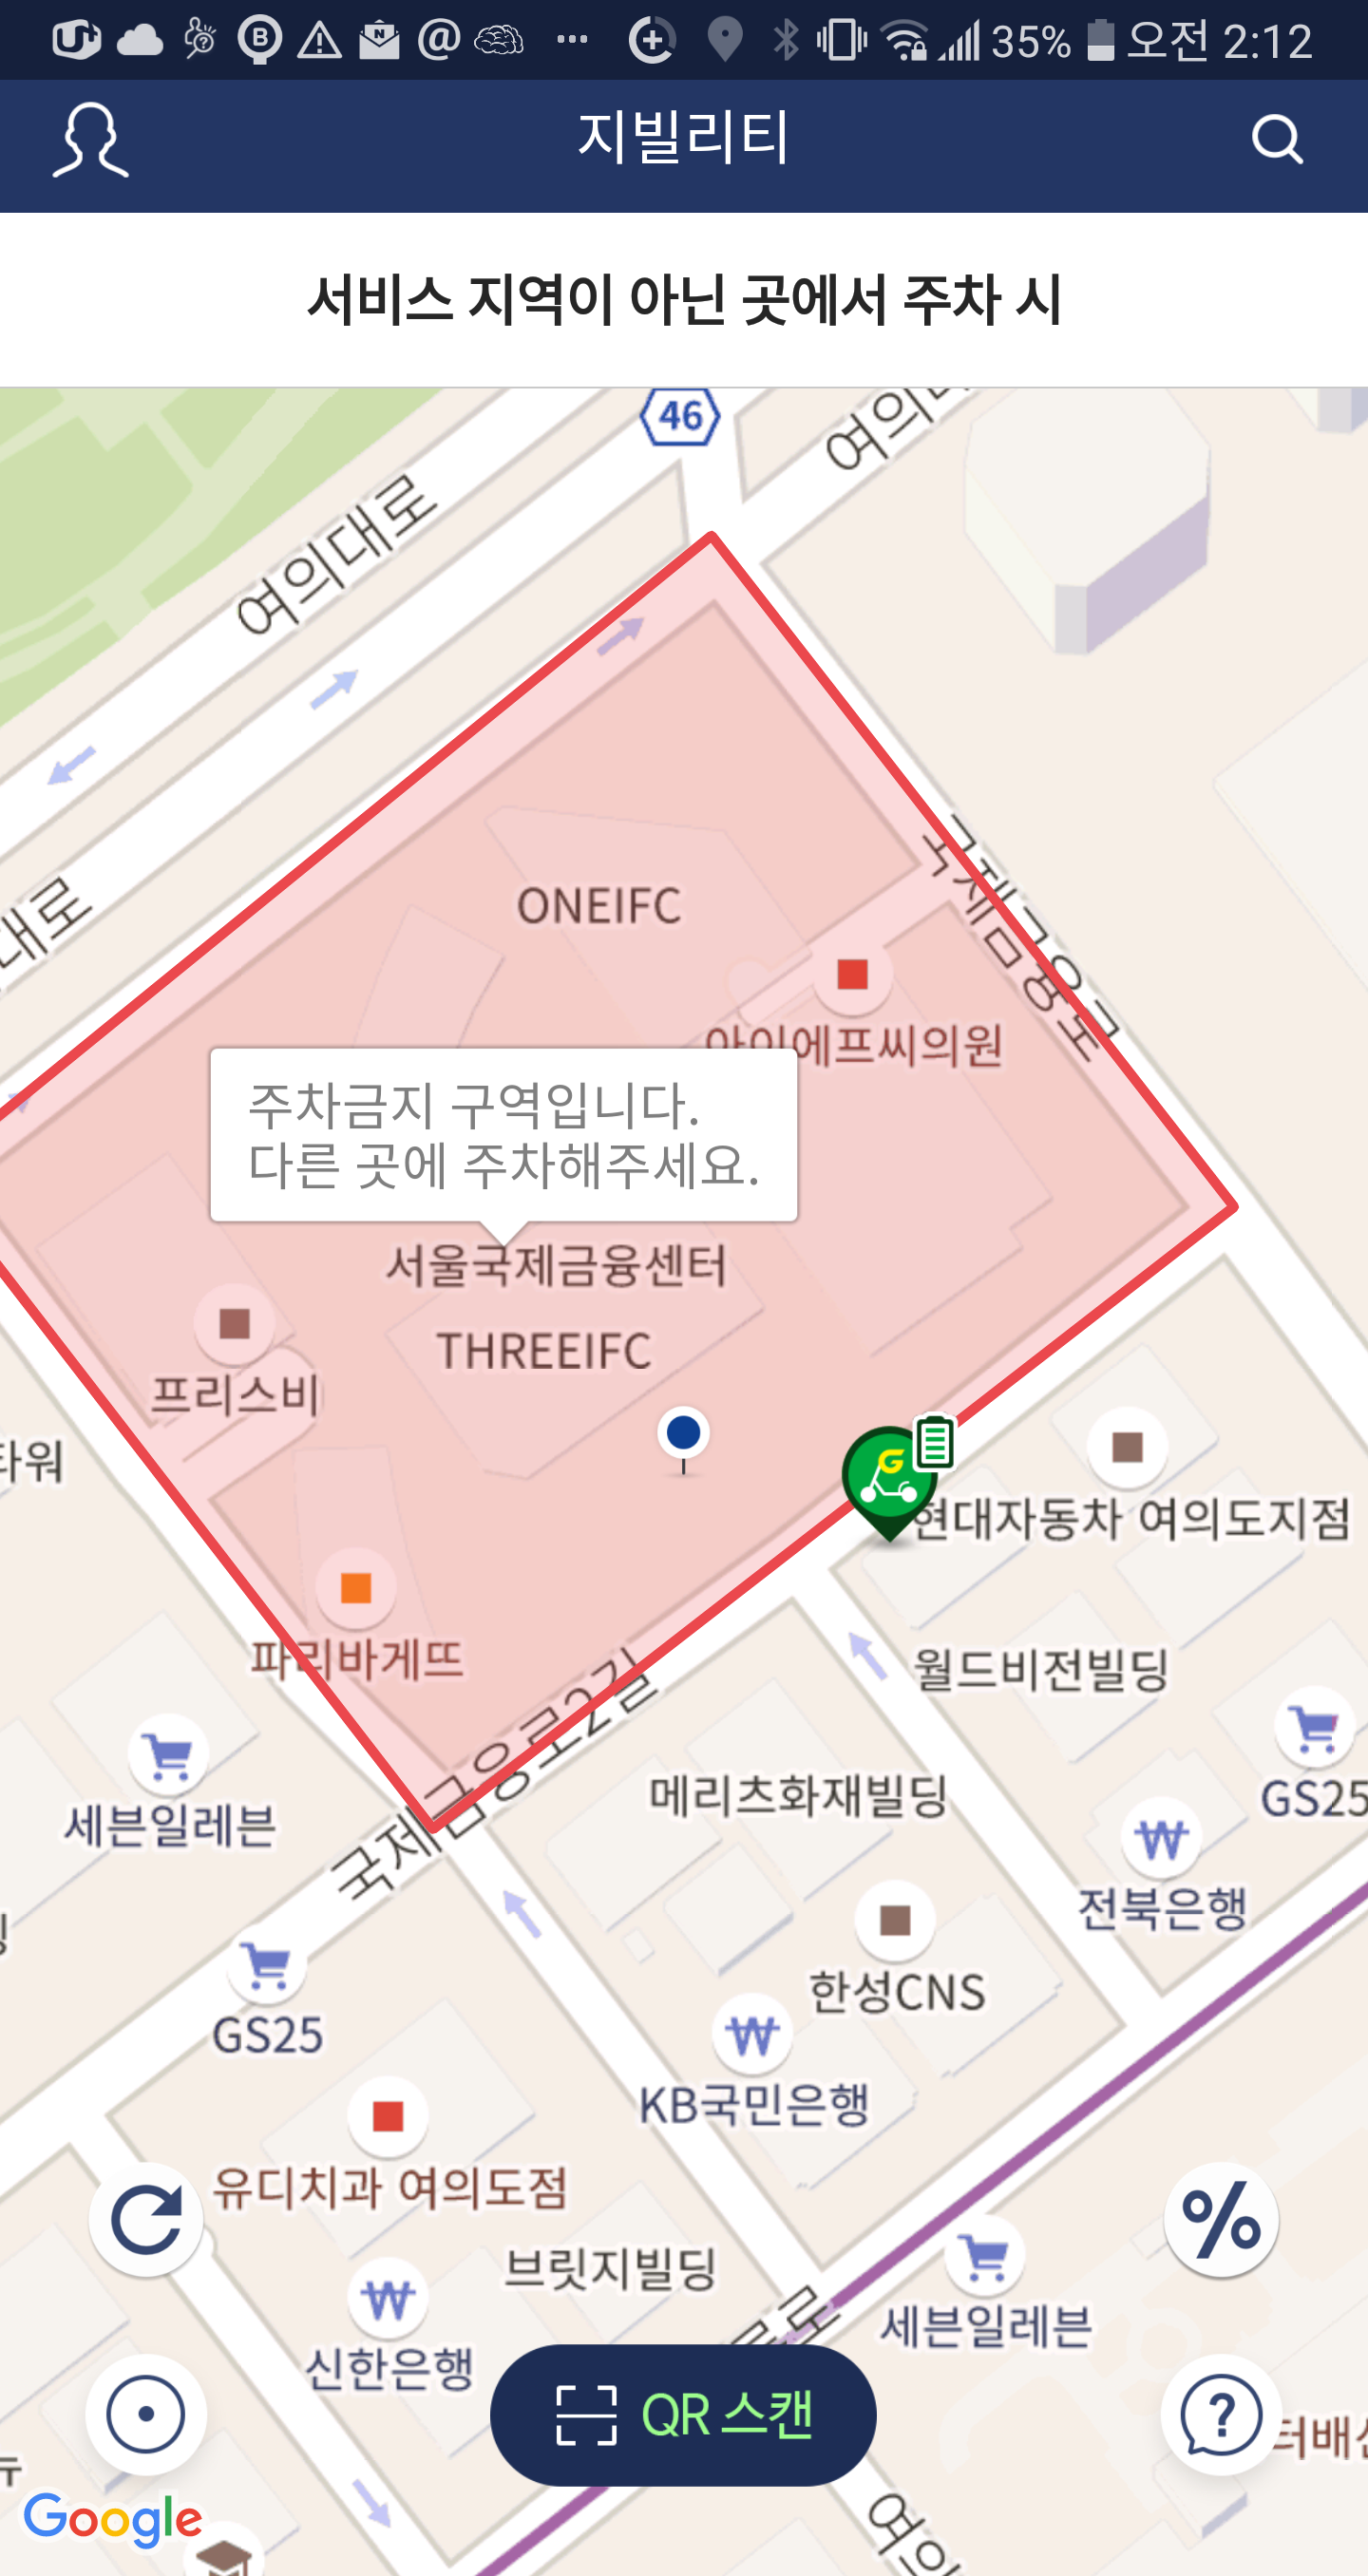 35% 오전 2:12
지빌리티
서비스 지역이 아닌 곳에서 주차 시
46
여의대로
대로
국제금융로
ONEIFC
아이에프씨의원
주차금지 구역입니다.
다른 곳에 주차해주세요.
서울국제금융센터
THREEIFC
프리스비
타워
G
현대자동차 여의도지점
파리바게뜨
국제금융로2길
월드비전빌딩
GS25
메리츠화재빌딩
세븐일레븐
전북은행
한성CNS
GS25
KB국민은행
유디치과 여의도점
%
브릿지빌딩
세븐일레븐
신한은행
QR 스캔
?
Google